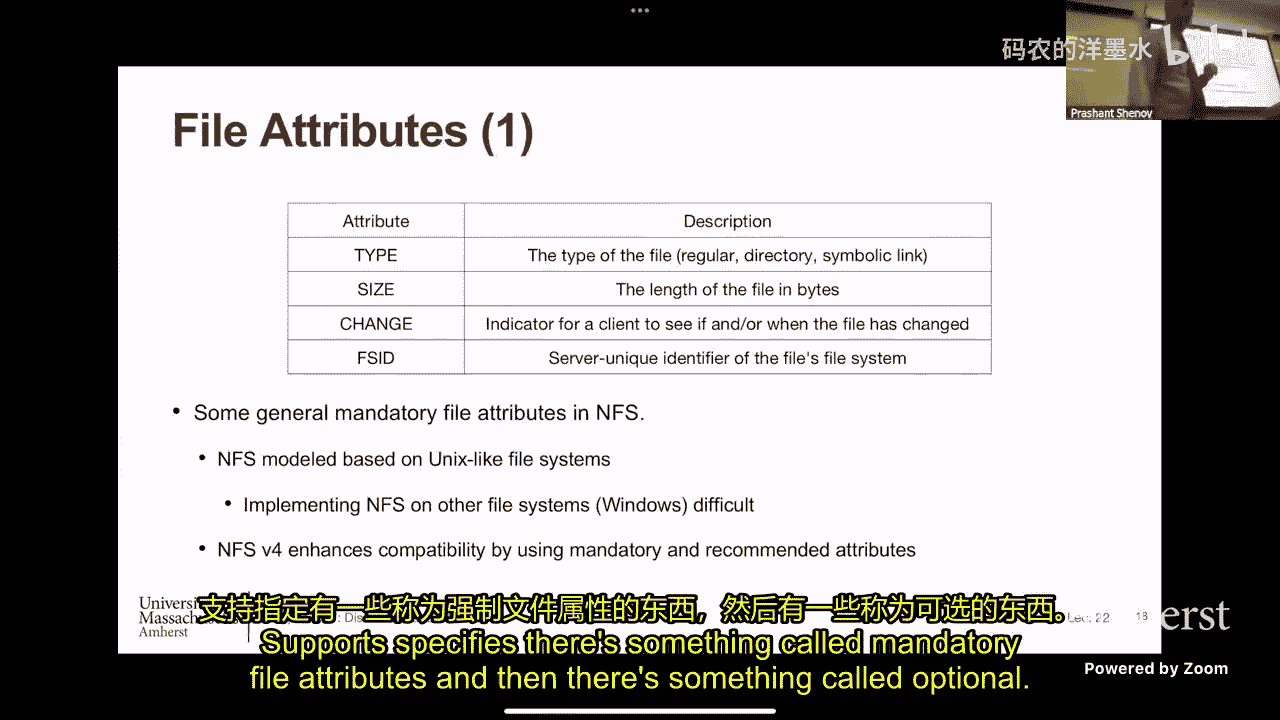 码农的洋墨水
Prashant Shenoy
File Attributes (1)
Attribute Description
TYPE The type of the file (regular, directory, symbolic link)
SIZE The length of the file in bytes
CHANGE Indicator for a client to see if and/or when the file has changed
FSID Server-unique identifier of the file's file system
• Some general mandatory file attributes in NFS.
• NFS modeled based on Unix-like file systems
• Implementing NFS on other file systems (Windows) difficult
• NFS v4 enhances compatibility by using mandatory and recommended attributes
Amherst
Lec. 22 18
支持指定有一些称为强制文件属性的东西，然后有一些称为可选的东西。
Supports specifies there's something called mandatory
file attributes and then there's something called optional.
Powered by Zoom